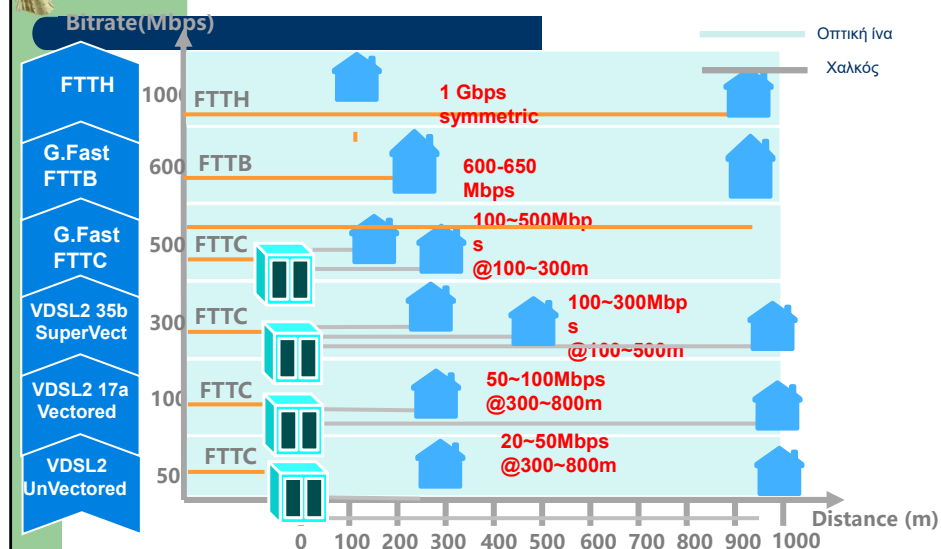 Bitrate(Mbps)
Οπτική ίνα
Χαλκός
FTTH
1000
FTTH
1 Gbps
symmetric
G.Fast
FTTB
600
FTTB
600-650
Mbps
G.Fast
FTTC
500
FTTC
100~500Mbp
s
@100~300m
VDSL2 35b
SuperVect
300
FTTC
100~300Mbp
s
@100~500m
VDSL2 17a
Vectored
100
FTTC
50~100Mbps
@300~800m
VDSL2
UnVectored
50
FTTC
20~50Mbps
@300~800m
Distance (m)
0 100 200 300 400 500 600 700 800 900 1000